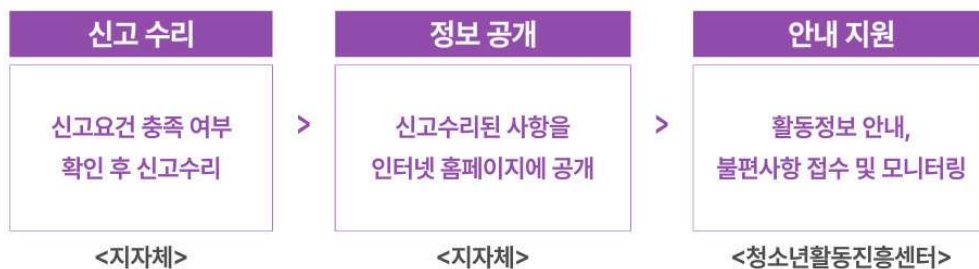 신고 수리
신고요건 충족 여부
확인 후 신고수리
<지자체>
>
정보 공개
신고수리된 사항을
인터넷 홈페이지에 공개
<지자체>
>
안내 지원
활동정보 안내,
불편사항 접수 및 모니터링
<청소년활동진흥센터>